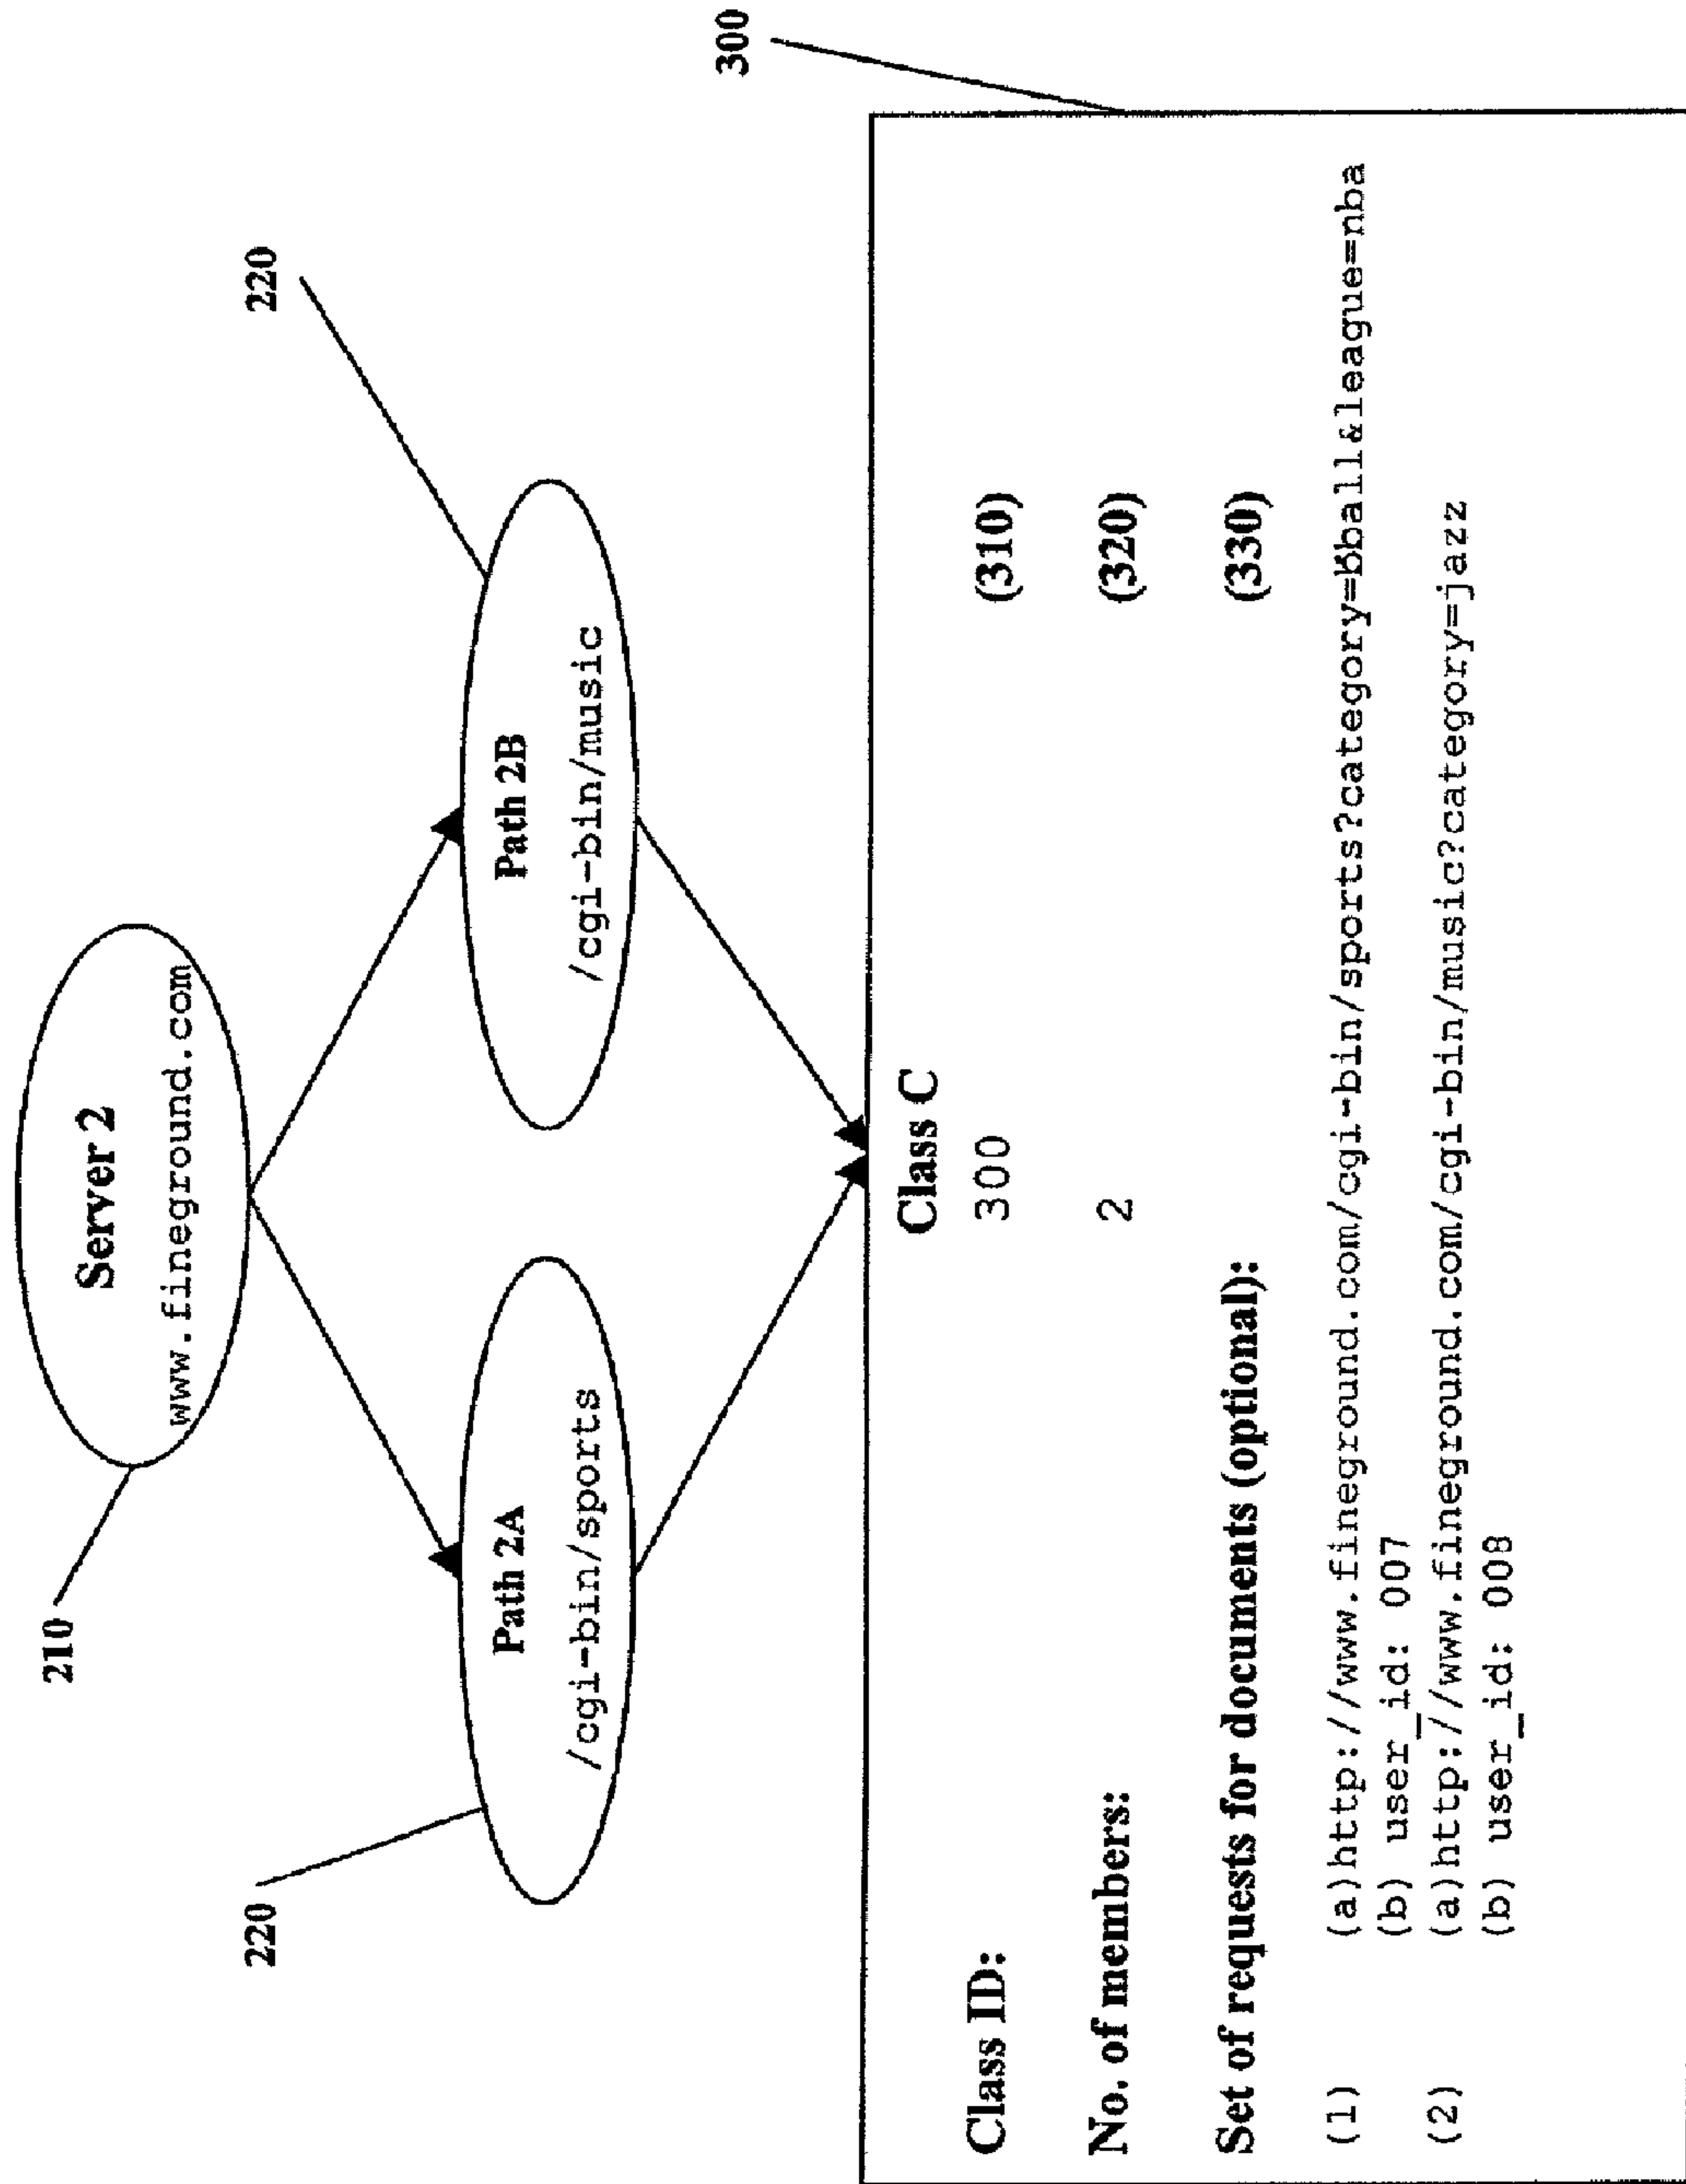 210
Server 2
www.fineground.com
220
Path 2A
/cgi-bin/sports
Path 2B
/cgi-bin/music
220
300
Class C
Class ID: 300 (310)
No. of members: 2 (320)
Set of requests for documents (optional): (330)
(1) (a)http://www.fineground.com/cgi-bin/sports?category=bball&league=nba
(b) user_id: 007
(2) (a)http://www.fineground.com/cgi-bin/music?category=jazz
(b) user_id: 008